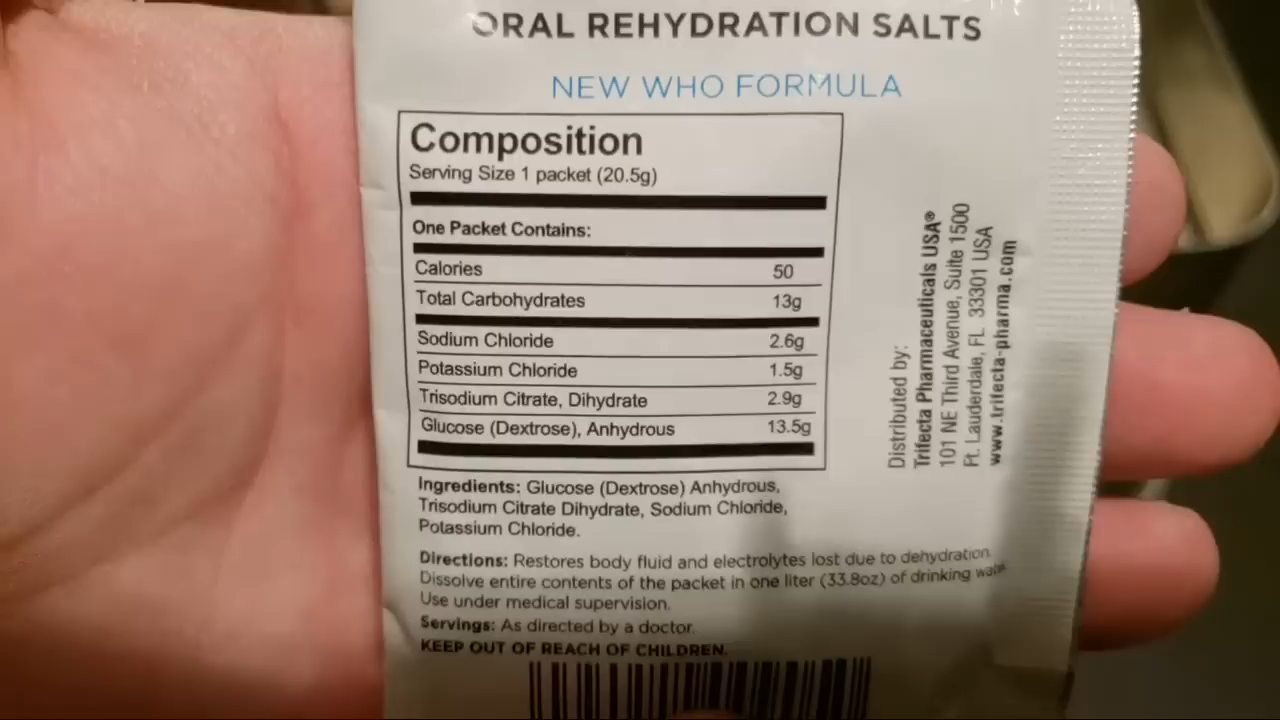 ORAL REHYDRATION SALTS
NEW WHO FORMULA
Composition
Serving Size 1 packet (20.5g)
One Packet Contains:
Calories 50
Total Carbohydrates 13g
Sodium Chloride 2.6g
Potassium Chloride 1.5g
Trisodium Citrate, Dihydrate 2.9g
Glucose (Dextrose), Anhydrous 13.5g
Ingredients: Glucose (Dextrose) Anhydrous,
Trisodium Citrate Dihydrate, Sodium Chloride,
Potassium Chloride.
Directions: Restores body fluid and electrolytes lost due to dehydration.
Dissolve entire contents of the packet in one liter (33.8oz) of drinking water.
Use under medical supervision.
Servings: As directed by a doctor.
KEEP OUT OF REACH OF CHILDREN.
Distributed by:
Trifecta Pharmaceuticals USA®
101 NE Third Avenue, Suite 1500
Ft. Lauderdale, FL 33301 USA
www.trifecta-pharma.com